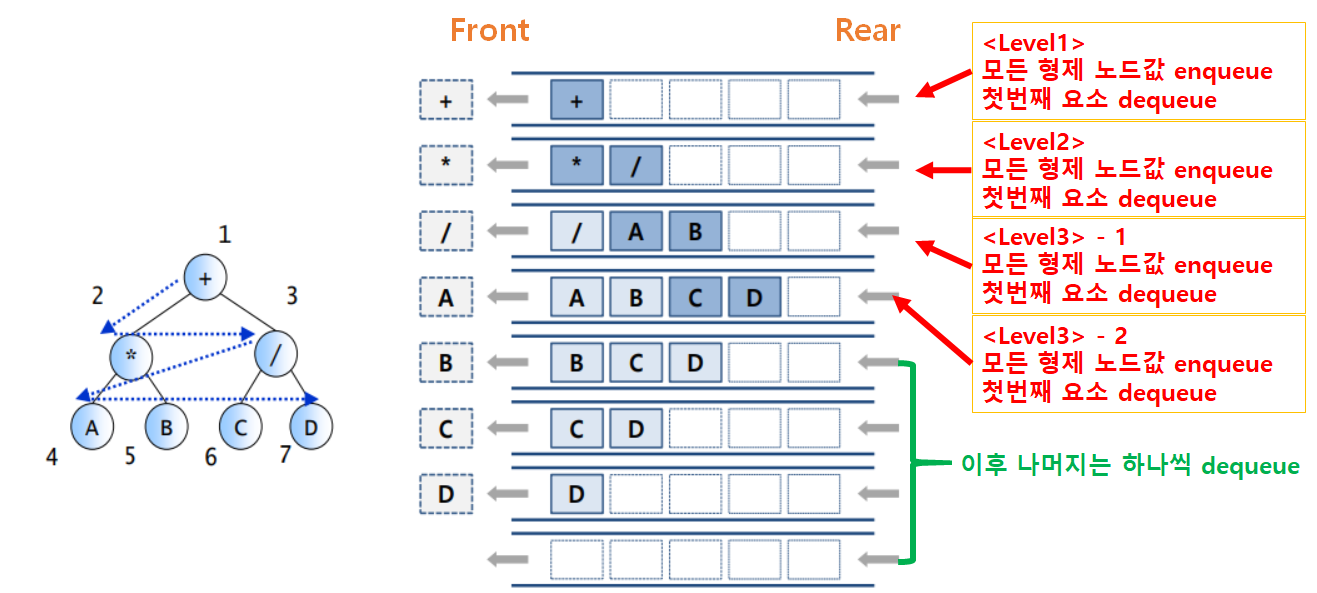 Front
Rear
1
2
3
+
*
/
A
B
C
D
4
5
6
7
+
+
*
* /
/
/ A B
A
A B C D
B
B C D
C
C D
D
D
<Level1>
모든 형제 노드값 enqueue
첫번째 요소 dequeue
<Level2>
모든 형제 노드값 enqueue
첫번째 요소 dequeue
<Level3> - 1
모든 형제 노드값 enqueue
첫번째 요소 dequeue
<Level3> - 2
모든 형제 노드값 enqueue
첫번째 요소 dequeue
이후 나머지는 하나씩 dequeue